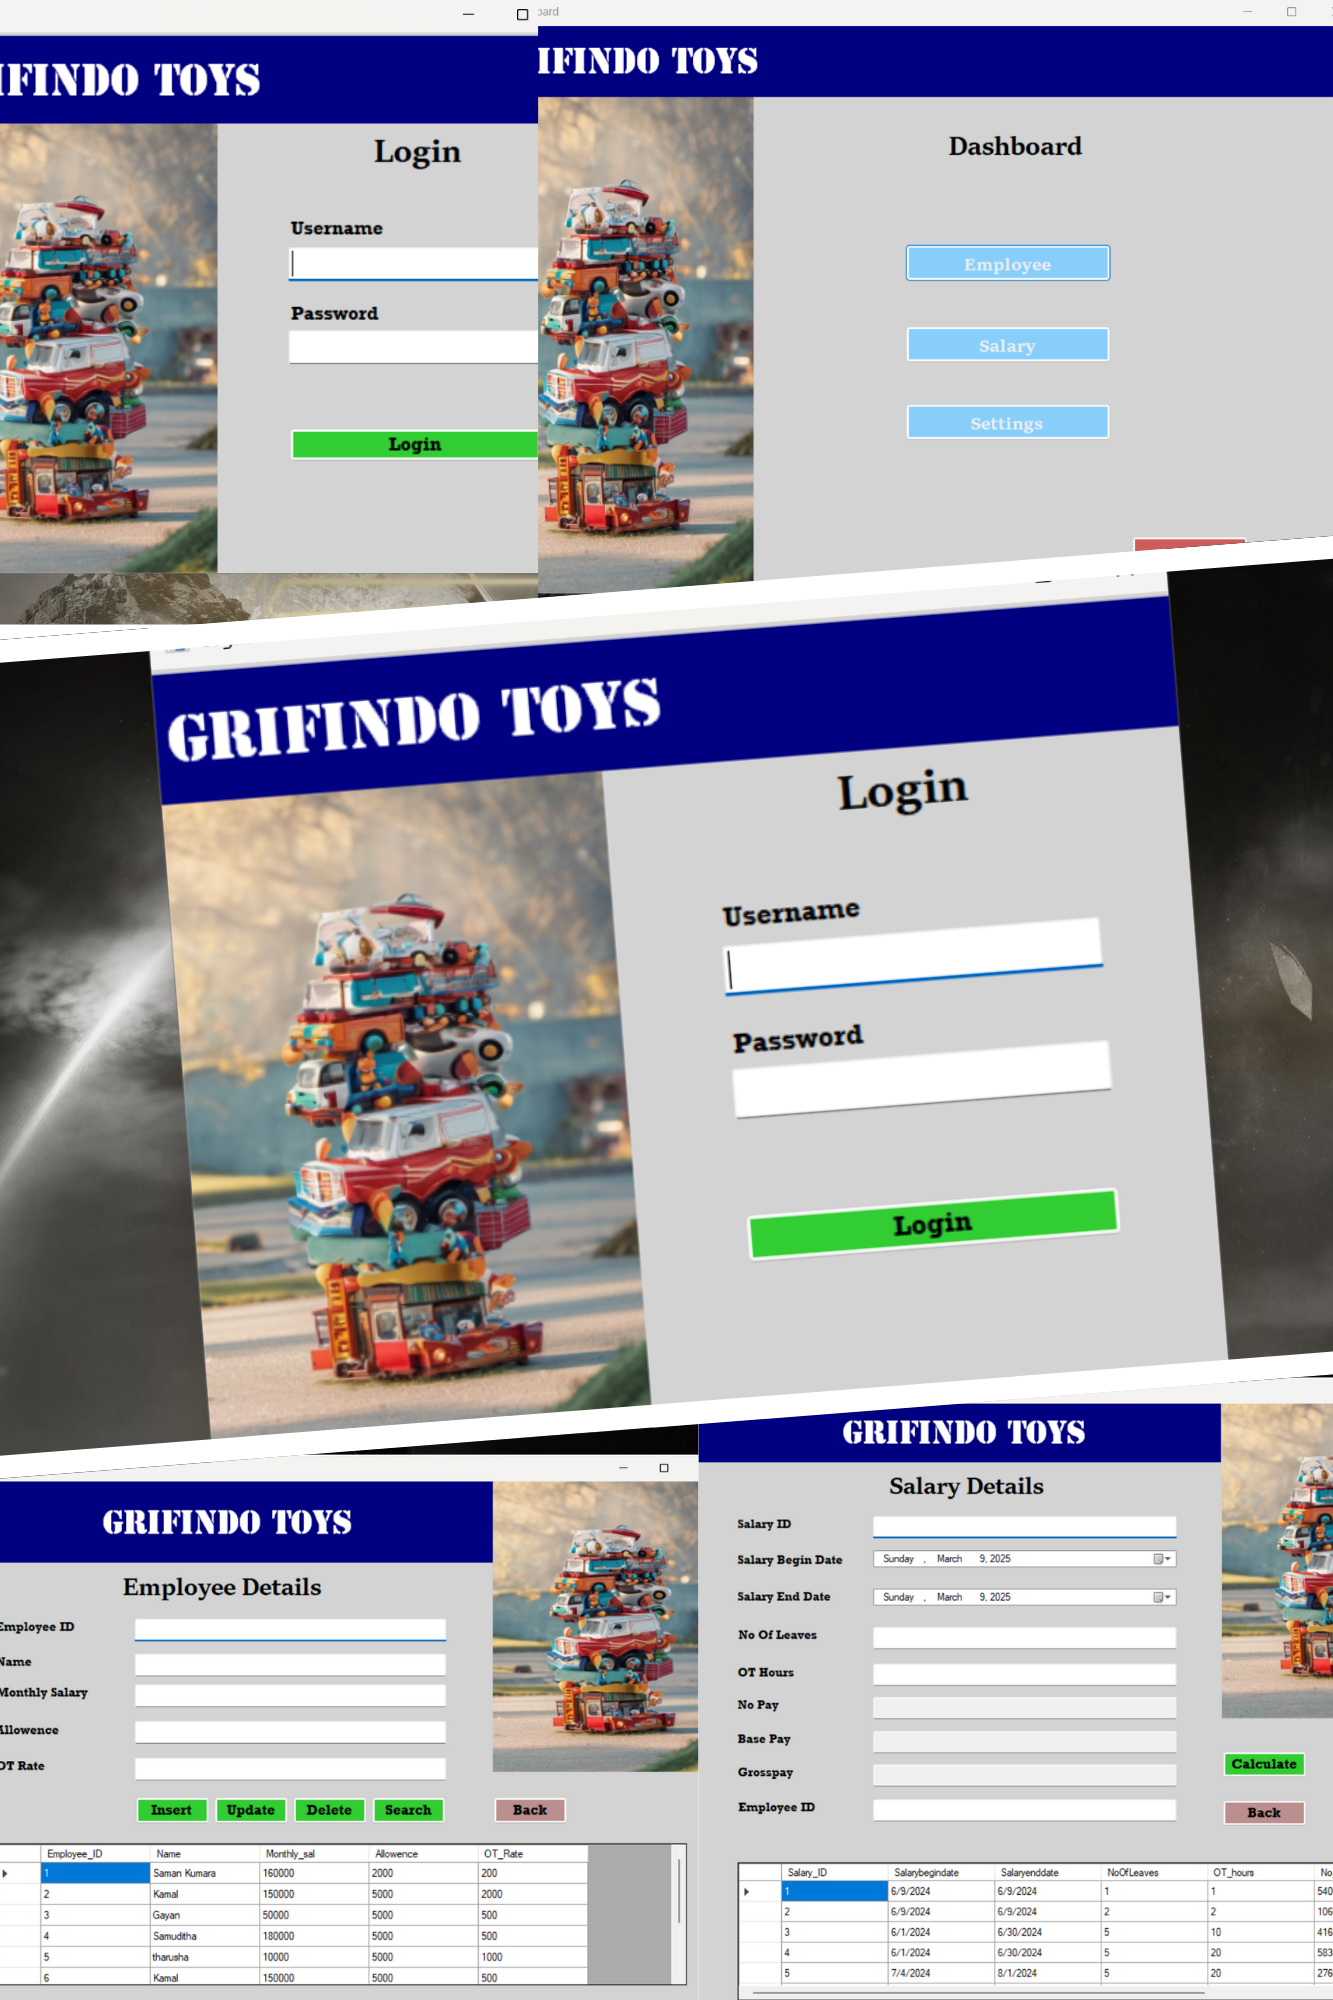 IFINDO TOYS
Login
Username
Password
Login
oard
IFINDO TOYS
Dashboard
Employee
Salary
Settings
GRIFINDO TOYS
Login
Username
Password
Login
GRIFINDO TOYS
Employee Details
Employee ID
Name
Monthly Salary
Allowence
OT Rate
Insert Update Delete Search Back
Employee_ID Name Monthly_sal Allowence OT_Rate
1 Saman Kumara 160000 2000 200
2 Kamal 150000 5000 2000
3 Gayan 50000 5000 500
4 Samuditha 180000 5000 500
5 tharusha 10000 5000 1000
6 Kamal 150000 5000 500
GRIFINDO TOYS
Salary Details
Salary ID
Salary Begin Date Sunday , March 9, 2025
Salary End Date Sunday , March 9, 2025
No Of Leaves
OT Hours
No Pay
Base Pay
Grosspay
Employee ID
Calculate
Back
Salary_ID Salarybegindate Salaryenddate NoOfLeaves OT_hours No_
1 6/9/2024 6/9/2024 1 1 540
2 6/9/2024 6/9/2024 2 2 106
3 6/1/2024 6/30/2024 5 10 416
4 6/1/2024 6/30/2024 5 20 583
5 7/4/2024 8/1/2024 5 20 276